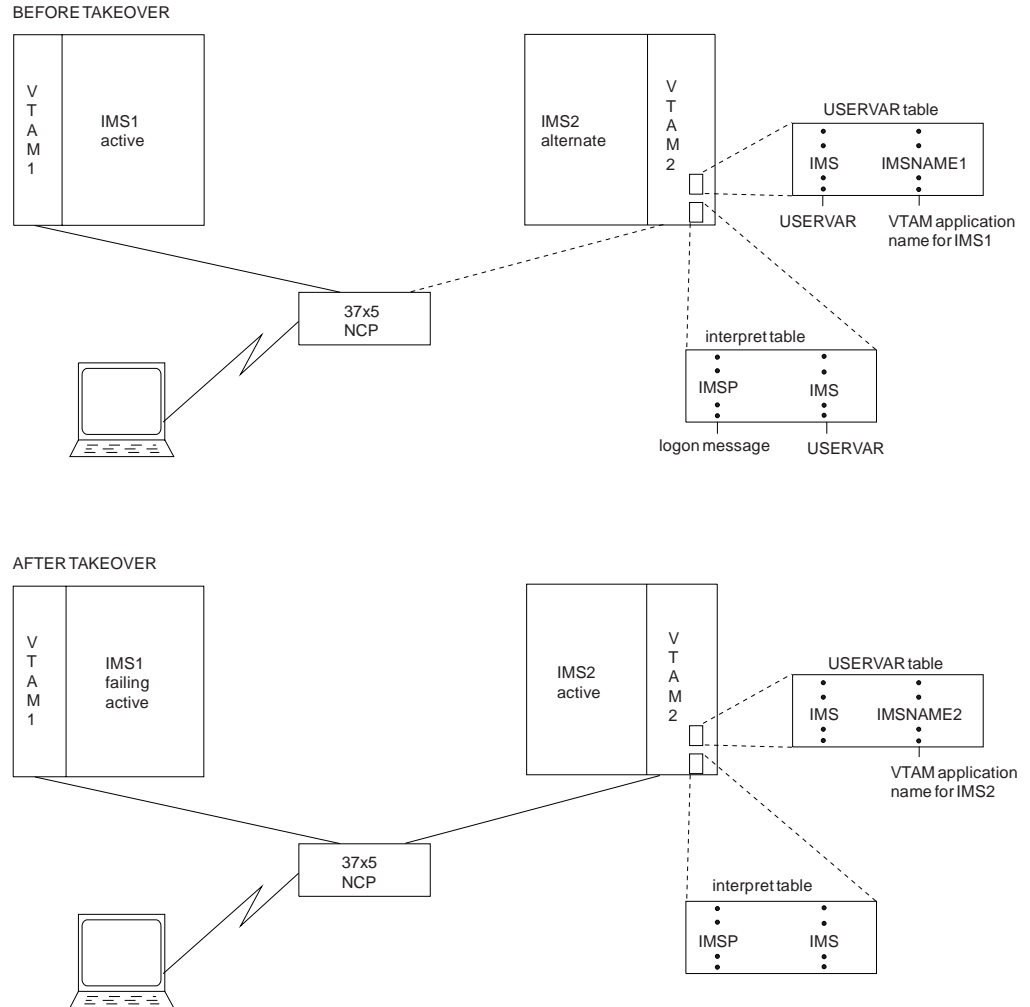 BEFORE TAKEOVER
V
T
A
M
1
IMS1
active
IMS2
alternate
V
T
A
M
2
USERVAR table
IMS IMSNAME1
USERVAR
VTAM application
name for IMS1
37x5
NCP
interpret table
IMSP IMS
logon message
USERVAR
AFTER TAKEOVER
V
T
A
M
1
IMS1
failing
active
IMS2
active
V
T
A
M
2
USERVAR table
IMS IMSNAME2
VTAM application
name for IMS2
37x5
NCP
interpret table
IMSP IMS